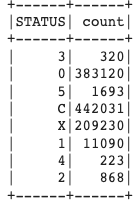 +------+------+
|STATUS| count|
+------+------+
|     3|   320|
|     0|383120|
|     5|  1693|
|     C|442031|
|     X|209230|
|     1| 11090|
|     4|   223|
|     2|   868|
+------+------+